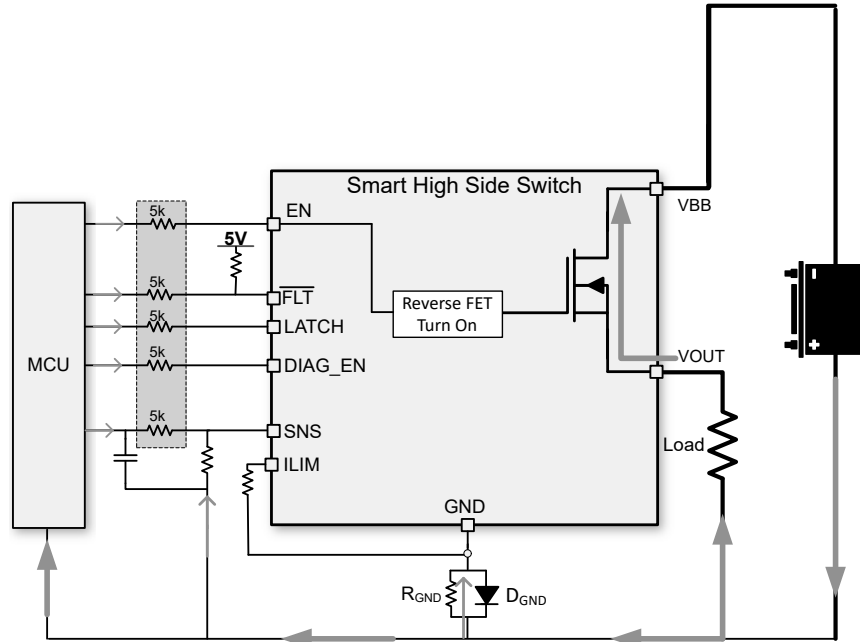 Smart High Side Switch
VBB
5k
EN
5V
5k
FLT
5k
LATCH
5k
DIAG_EN
MCU
Reverse FET
Turn On
VOUT
-
+
5k
SNS
Load
ILIM
GND
RGND
DGND